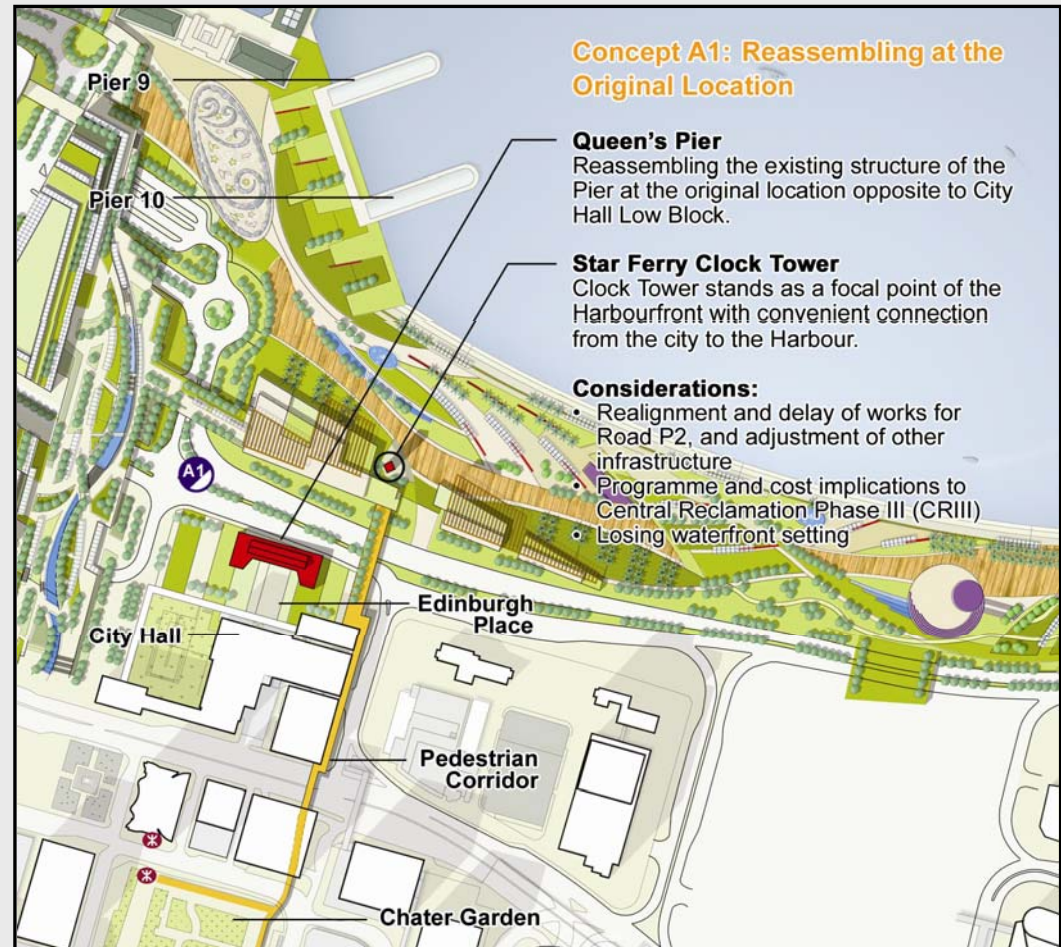 Concept A1: Reassembling at the
Original Location
Pier 9
Queen's Pier
Reassembling the existing structure of the
Pier at the original location opposite to City
Hall Low Block.
Pier 10
Star Ferry Clock Tower
Clock Tower stands as a focal point of the
Harbourfront with convenient connection
from the city to the Harbour.
Considerations:
• Realignment and delay of works for
Road P2, and adjustment of other
infrastructure
• Programme and cost implications to
Central Reclamation Phase III (CRIII)
• Losing waterfront setting
A1
Edinburgh
Place
City Hall
Pedestrian
Corridor
Chater Garden